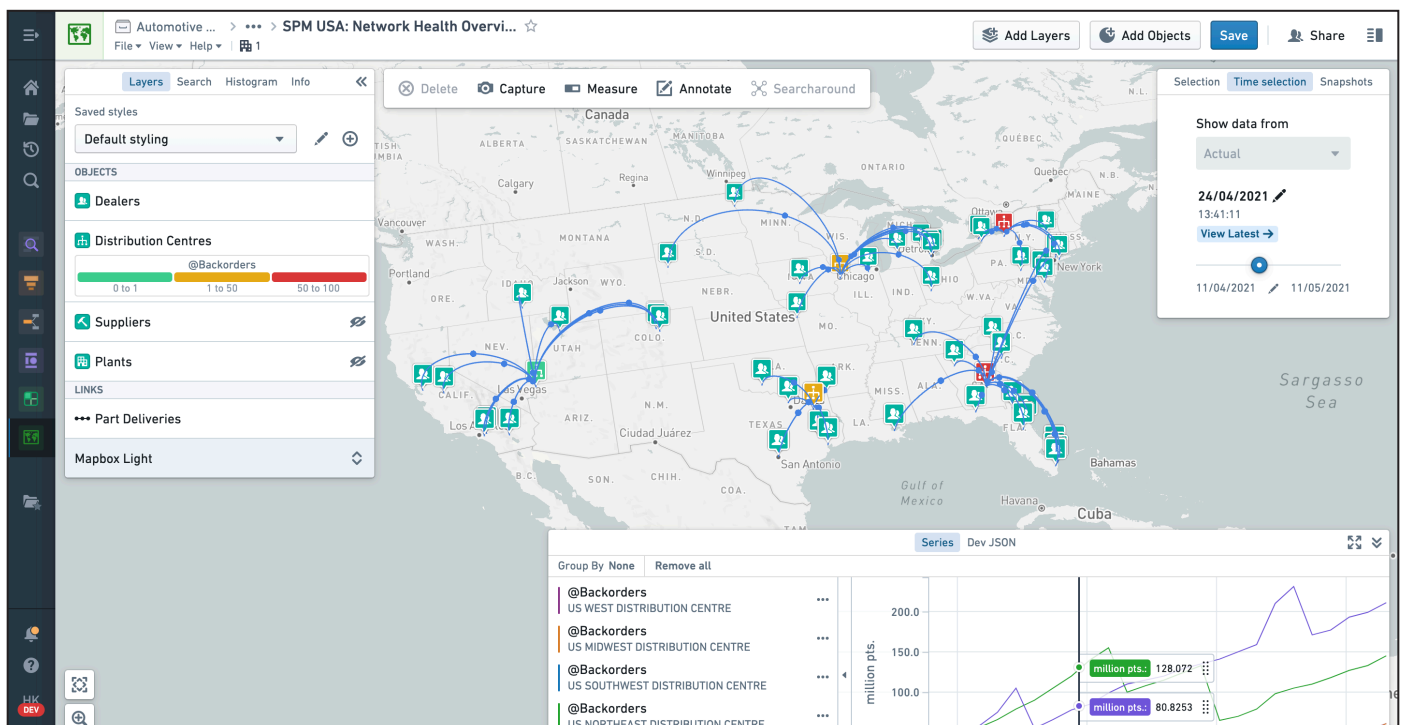 Automotive ... > ••• > SPM USA: Network Health Overvi...
File View Help 1
Add Layers
Add Objects
Save
Share
Layers Search Histogram Info
Saved styles
Default styling
OBJECTS
Dealers
Distribution Centres
@Backorders
0 to 1 1 to 50 50 to 100
Suppliers
Plants
LINKS
Part Deliveries
Mapbox Light
Delete Capture Measure Annotate Searcharound
Selection Time selection Snapshots
Show data from
Actual
24/04/2021
13:41:11
View Latest →
11/04/2021 11/05/2021
Canada
ALBERTA
SASKATCHEWAN
MANITOBA
ONTARIO
QUÉBEC
N.L.
N.B.
MAINE
Calgary
Regina
Winnipeg
Quebec
Ottawa
Vancouver
WASH.
MONTANA
N.D.
MINN.
WIS.
MICH.
Portland
ORE.
Jackson
WYO.
S.D.
NEBR.
Chicago
ILL.
IND.
OHIO
PA.
New York
W.VA.
United States
NEV.
UTAH
COLO.
MO.
TENN.
CALIF.
Las Vegas
ARIZ.
N.M.
TEXAS
MISS.
ALA.
LA.
FLA.
Ciudad Juárez
San Antonio
B.C.
SON.
CHIH.
COA.
TAM
Gulf of
Mexico
Havana
Cuba
Bahamas
Sargasso
Sea
Series Dev JSON
Group By None Remove all
@Backorders
US WEST DISTRIBUTION CENTRE
@Backorders
US MIDWEST DISTRIBUTION CENTRE
@Backorders
US SOUTHWEST DISTRIBUTION CENTRE
@Backorders
US NORTHEAST DISTRIBUTION CENTRE
million pts.
200.0
150.0
100.0
million pts.: 128.072
million pts.: 80.8253
HK
DEV